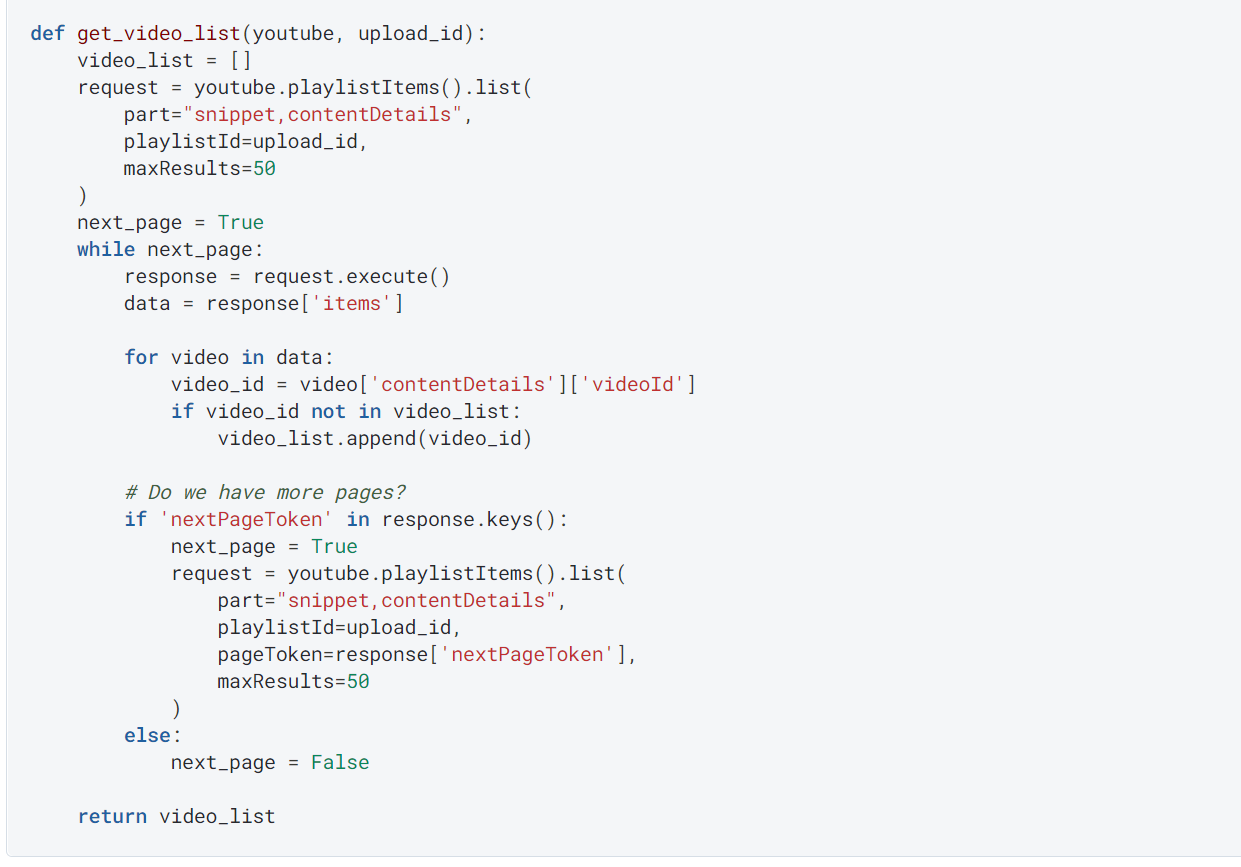 def get_video_list(youtube, upload_id):
    video_list = []
    request = youtube.playlistItems().list(
        part="snippet,contentDetails",
        playlistId=upload_id,
        maxResults=50
    )
    next_page = True
    while next_page:
        response = request.execute()
        data = response['items']

        for video in data:
            video_id = video['contentDetails']['videoId']
            if video_id not in video_list:
                video_list.append(video_id)

        # Do we have more pages?
        if 'nextPageToken' in response.keys():
            next_page = True
            request = youtube.playlistItems().list(
                part="snippet,contentDetails",
                playlistId=upload_id,
                pageToken=response['nextPageToken'],
                maxResults=50
            )
        else:
            next_page = False

    return video_list